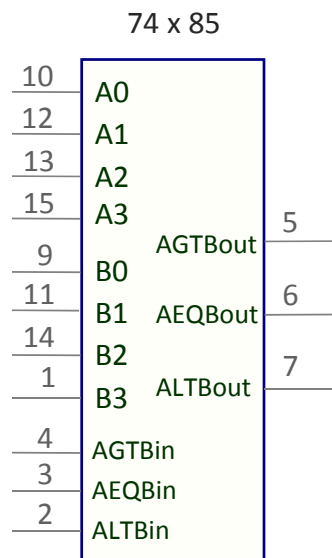 74 x 85
10 A0
12 A1
13 A2
15 A3
5 AGTBout
9 B0
11 B1
6 AEQBout
14 B2
7 ALTBout
1 B3
4 AGTBin
3 AEQBin
2 ALTBin